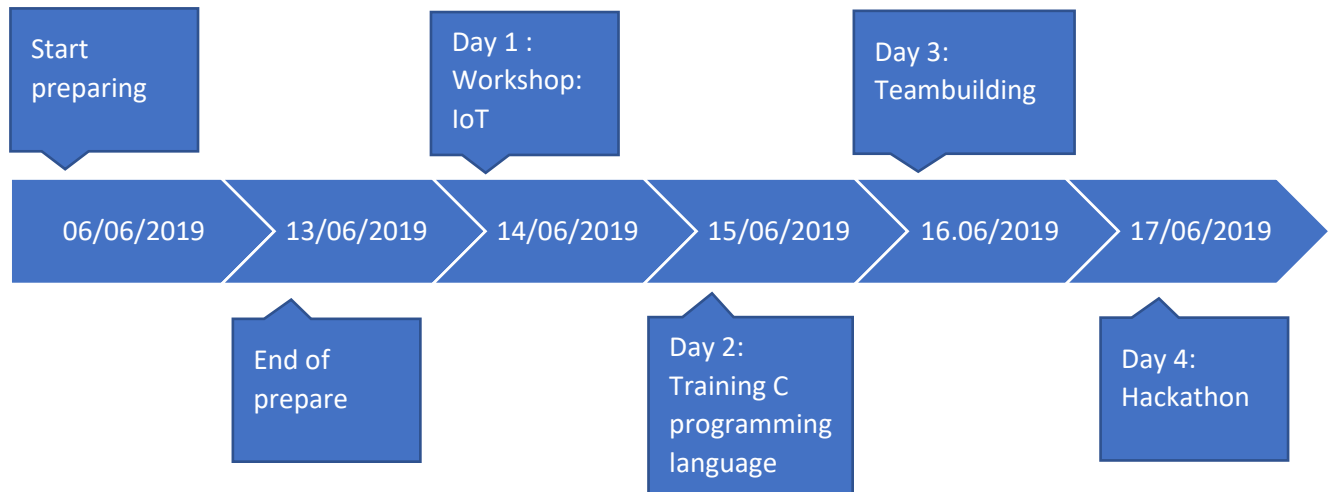 Start
preparing
Day 1 :
Workshop:
IoT
Day 3:
Teambuilding
06/06/2019
13/06/2019
14/06/2019
15/06/2019
16.06/2019
17/06/2019
End of
prepare
Day 2:
Training C
programming
language
Day 4:
Hackathon